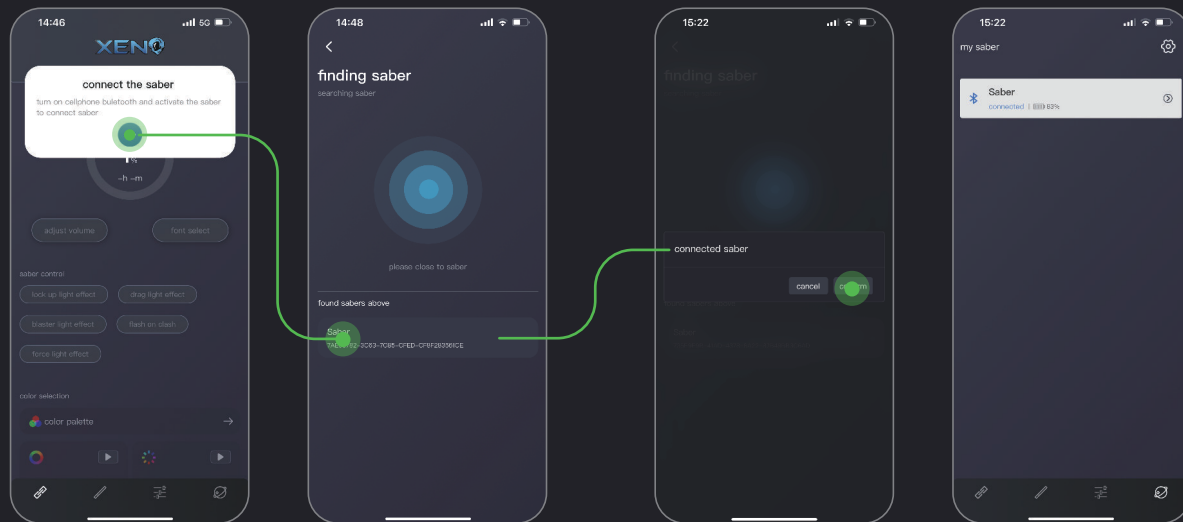 14:46
5G
XENO
connect the saber
turn on cellphone buletooth and activate the saber
to connect saber
%
-h -m
adjust volume
font select
saber control
lock up light effect
drag light effect
blaster light effect
flash on clash
force light effect
color selection
color palette
14:48
finding saber
searching saber
please close to saber
found sabers above
Saber
15:22
finding saber
connected saber
cancel
confirm
15:22
my saber
Saber
connected | 83%